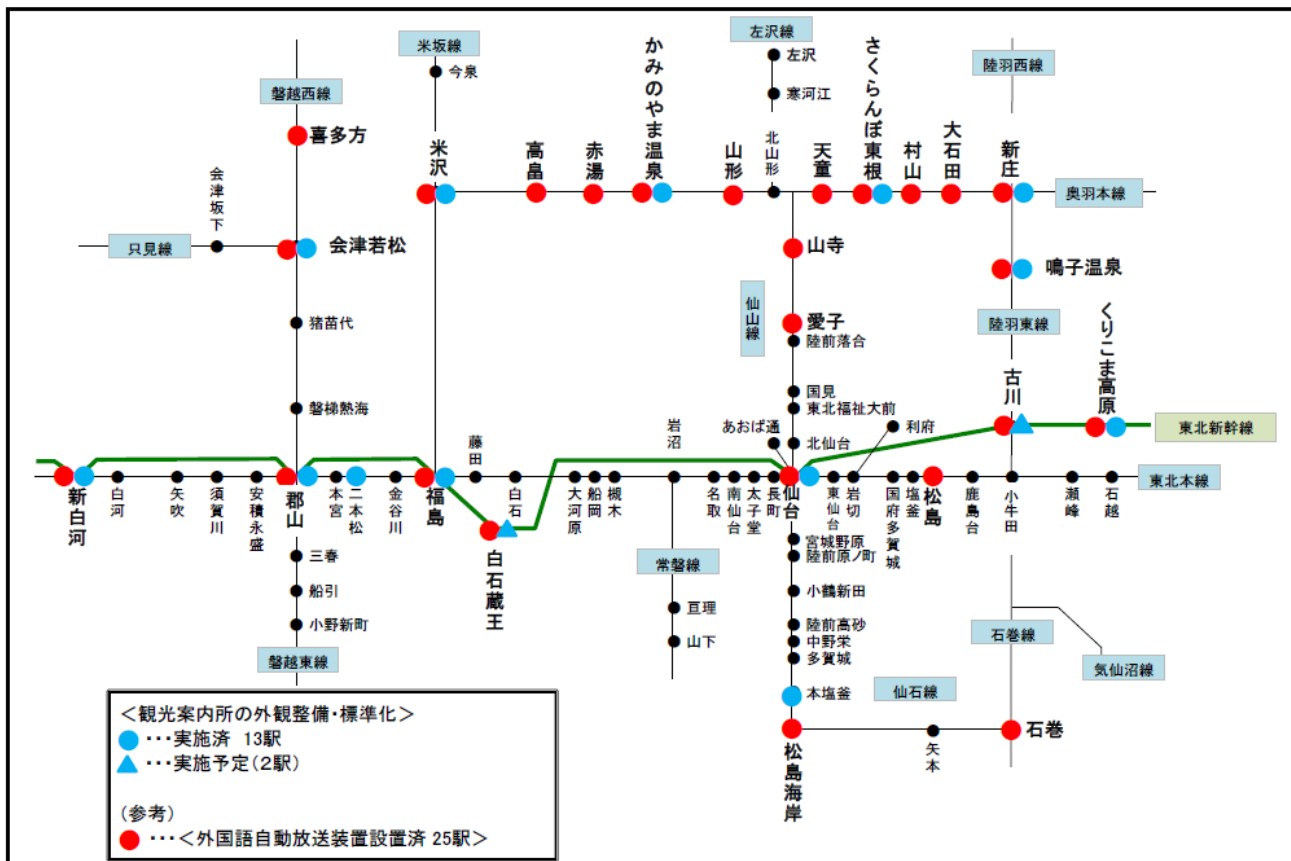 米坂線
左沢線
今泉
かみのやま温泉
左沢
さくらんぼ東根
陸羽西線
磐越西線
寒河江
喜多方
米沢
高畠
赤湯
山形
北山形
天童
村山
大石田
新庄
奥羽本線
会津坂下
只見線
会津若松
山寺
鳴子温泉
仙山線
猪苗代
愛子
陸前落合
陸羽東線
くりこま高原
国見
東北福祉大前
古川
磐梯熱海
あおば通
北仙台
利府
東北新幹線
藤田
岩沼
東北本線
新白河
白河
矢吹
須賀川
安積永盛
郡山
本宮
二本松
金谷川
福島
白石
大河原
船岡
槻木
名取
南仙台
太子堂
長町
仙台
東仙台
岩切
国府多賀城
塩釜
松島
鹿島台
小牛田
瀬峰
石越
白石蔵王
宮城野原
陸前原ノ町
三春
常磐線
船引
小鶴新田
亘理
小野新町
陸前高砂
石巻線
山下
中野栄
磐越東線
多賀城
気仙沼線
本塩釜
仙石線
石巻
矢本
松島海岸
<観光案内所の外観整備・標準化>
・・・実施済 13駅
・・・実施予定(2駅)
(参考)
・・・<外国語自動放送装置設置済 25駅>